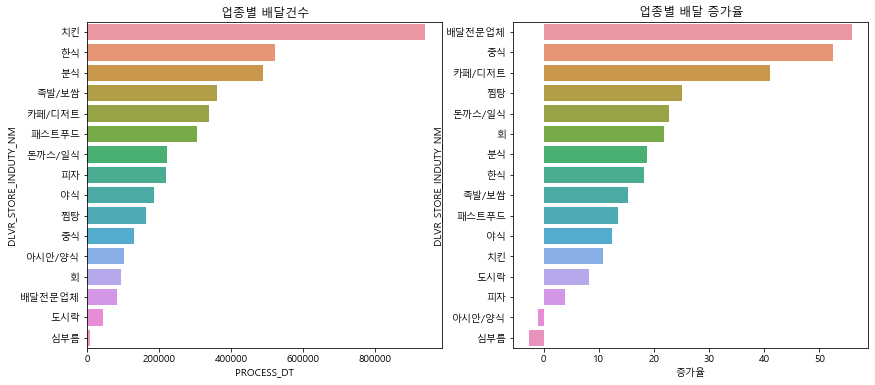 업종별 배달건수
DLVR_STORE_INDUTY_NM
치킨
한식
분식
족발/보쌈
카페/디저트
패스트푸드
돈까스/일식
피자
야식
찜탕
중식
아시안/양식
회
배달전문업체
도시락
심부름
0 200000 400000 600000 800000
PROCESS_DT
업종별 배달 증가율
DLVR_STORE_INDUTY_NM
배달전문업체
중식
카페/디저트
찜탕
돈까스/일식
회
분식
한식
족발/보쌈
패스트푸드
야식
치킨
도시락
피자
아시안/양식
심부름
0 10 20 30 40 50
증가율